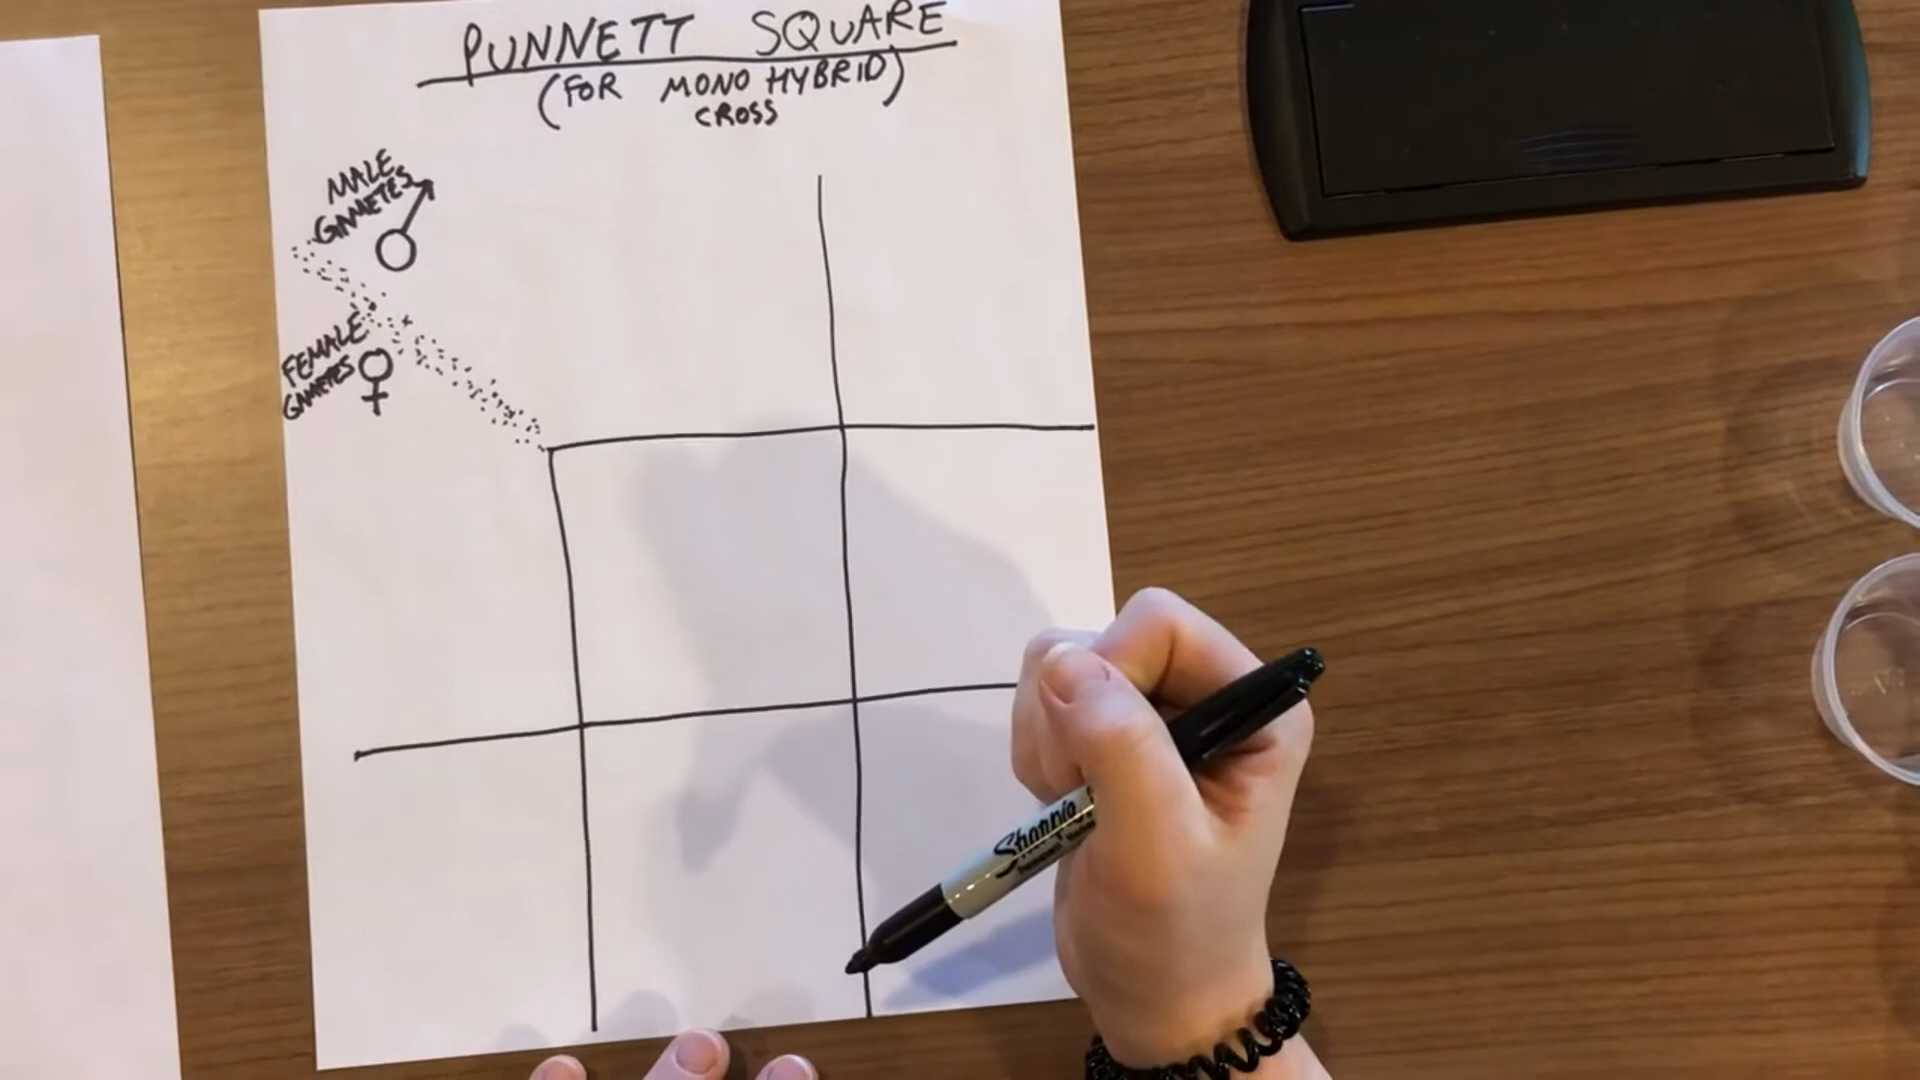 PUNNETT SQUARE
(FOR MONO HYBRID)
CROSS
MALE
GAMETES
FEMALE
GAMETES
Sharpie